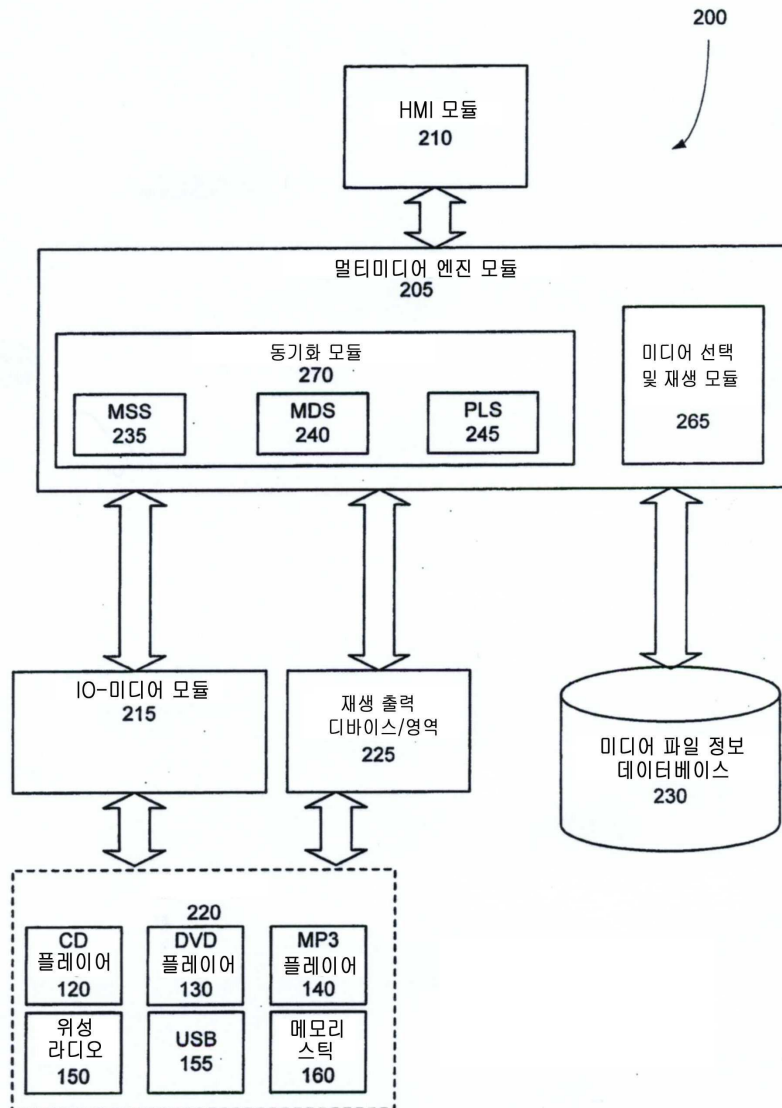 200
HMI 모듈
210
멀티미디어 엔진 모듈
205
동기화 모듈
270
MSS
235
MDS
240
PLS
245
미디어 선택
및 재생 모듈
265
IO-미디어 모듈
215
재생 출력
디바이스/영역
225
미디어 파일 정보
데이터베이스
230
220
CD
플레이어
120
DVD
플레이어
130
MP3
플레이어
140
위성
라디오
150
USB
155
메모리
스틱
160